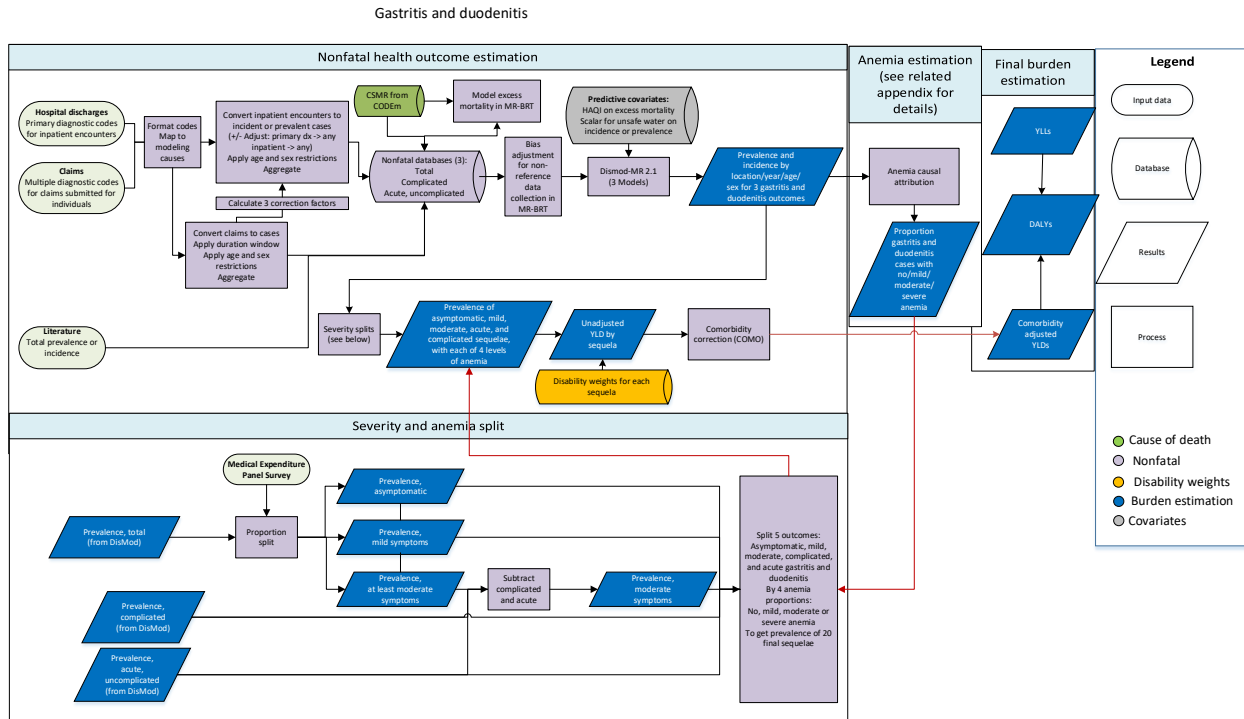 Gastritis and duodenitis
Nonfatal health outcome estimation
Hospital discharges
Primary diagnostic codes
for inpatient encounters
Claims
Multiple diagnostic codes
for claims submitted for
individuals
Format codes
Map to
modeling
causes
Convert inpatient encounters to
incident or prevalent cases
(+/- Adjust: primary dx -> any
inpatient -> any)
Apply age and sex restrictions
Aggregate
Calculate 3 correction factors
Convert claims to cases
Apply duration window
Apply age and sex
restrictions
Aggregate
CSMR from
CODEm
Model excess
mortality in MR-BRT
Nonfatal databases (3):
Total
Complicated
Acute, uncomplicated
Bias
adjustment for
non-
reference
data
collection in
MR-BRT
Predictive covariates:
HAQI on excess mortality
Scalar for unsafe water on
incidence or prevalence
Dismod-MR 2.1
(3 Models)
Prevalence and
incidence by
location/year/age/
sex for 3 gastritis and
duodenitis outcomes
Literature
Total prevalence or
incidence
Severity splits
(see below)
Prevalence of
asymptomatic, mild,
moderate, acute, and
complicated sequelae,
with each of 4 levels
of anemia
Unadjusted
YLD by
sequela
Disability weights for each
sequela
Comorbidity
correction (COMO)
Anemia estimation
(see related
appendix for
details)
Anemia causal
attribution
Proportion
gastritis and
duodenitis
cases with
no/mild/
moderate/
severe
anemia
Final burden
estimation
YLLs
DALYs
Comorbidity
adjusted
YLDs
Legend
Input data
Database
Results
Process
Cause of death
Nonfatal
Disability weights
Burden estimation
Covariates
Severity and anemia split
Medical Expenditure
Panel Survey
Prevalence, total
(from DisMod)
Proportion
split
Prevalence,
asymptomatic
Prevalence,
mild symptoms
Prevalence,
at least moderate
symptoms
Subtract
complicated
and acute
Prevalence,
moderate
symptoms
Prevalence,
complicated
(from DisMod)
Prevalence,
acute,
uncomplicated
(from DisMod)
Split 5 outcomes:
Asymptomatic, mild,
moderate, complicated,
and acute gastritis and
duodenitis
By 4 anemia
proportions:
No, mild, moderate or
severe anemia
To get prevalence of 20
final sequelae